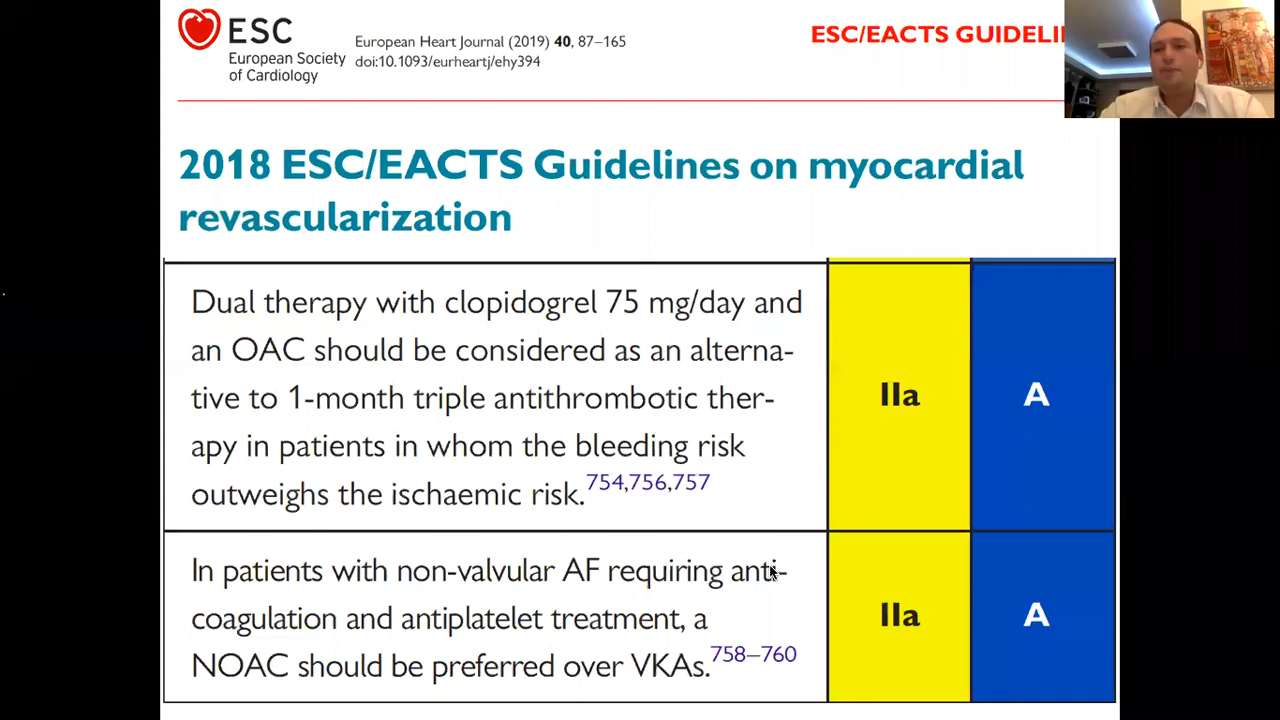 ESC
European Society
of Cardiology
European Heart Journal (2019) 40, 87–165
doi:10.1093/eurheartj/ehy394
ESC/EACTS GUIDELI
2018 ESC/EACTS Guidelines on myocardial
revascularization
Dual therapy with clopidogrel 75 mg/day and
an OAC should be considered as an alterna-
tive to 1-month triple antithrombotic ther-
apy in patients in whom the bleeding risk
outweighs the ischaemic risk.754,756,757
IIa
A
In patients with non-valvular AF requiring anti-
coagulation and antiplatelet treatment, a
NOAC should be preferred over VKAs.758–760
IIa
A